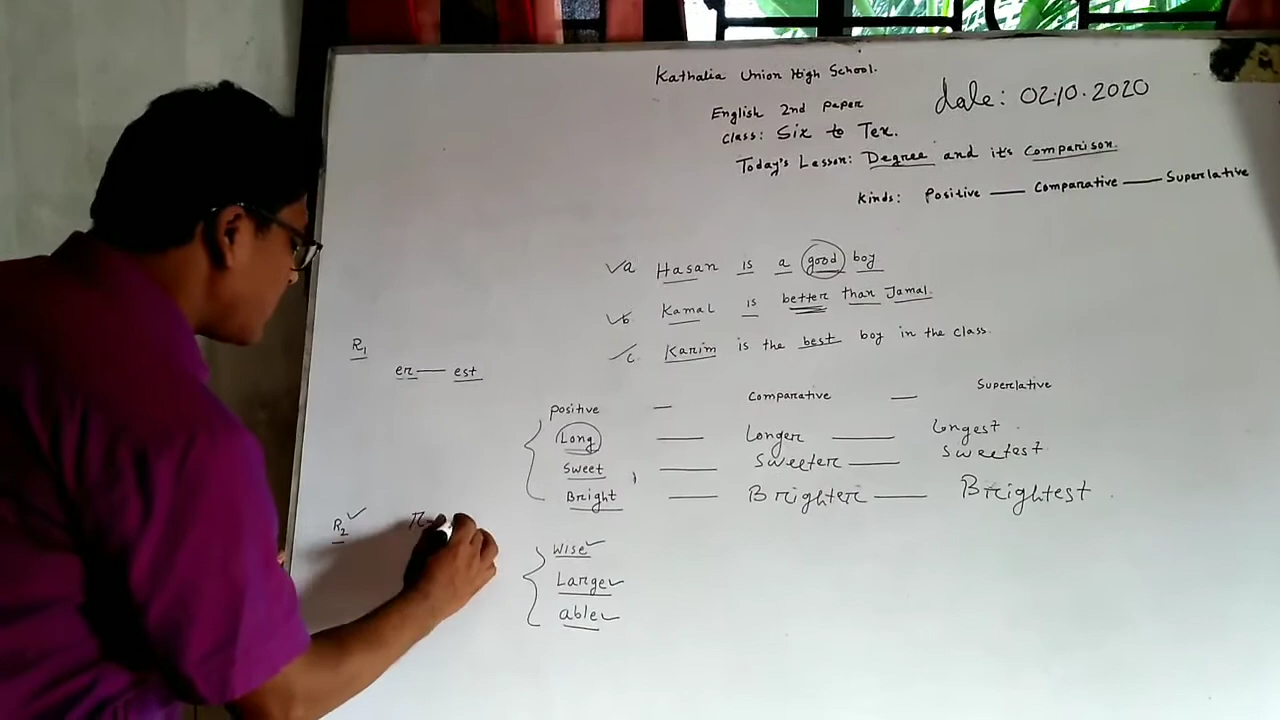 Kathalia Union High School.
date: 02.10.2020
English 2nd Paper
Class: Six to Ten.
Today's Lesson: Degree and it's Comparison.
Kinds: Positive — Comparative — Superlative
a Hasan is a good boy
b Kamal is better than Jamal.
c. Karim is the best boy in the class.
R1
er — est
positive — Comparative — Superlative
Long — Longer — Longest
Sweet — Sweeter — Sweetest
Bright — Brighter — Brightest
R2
Wise
Large
able